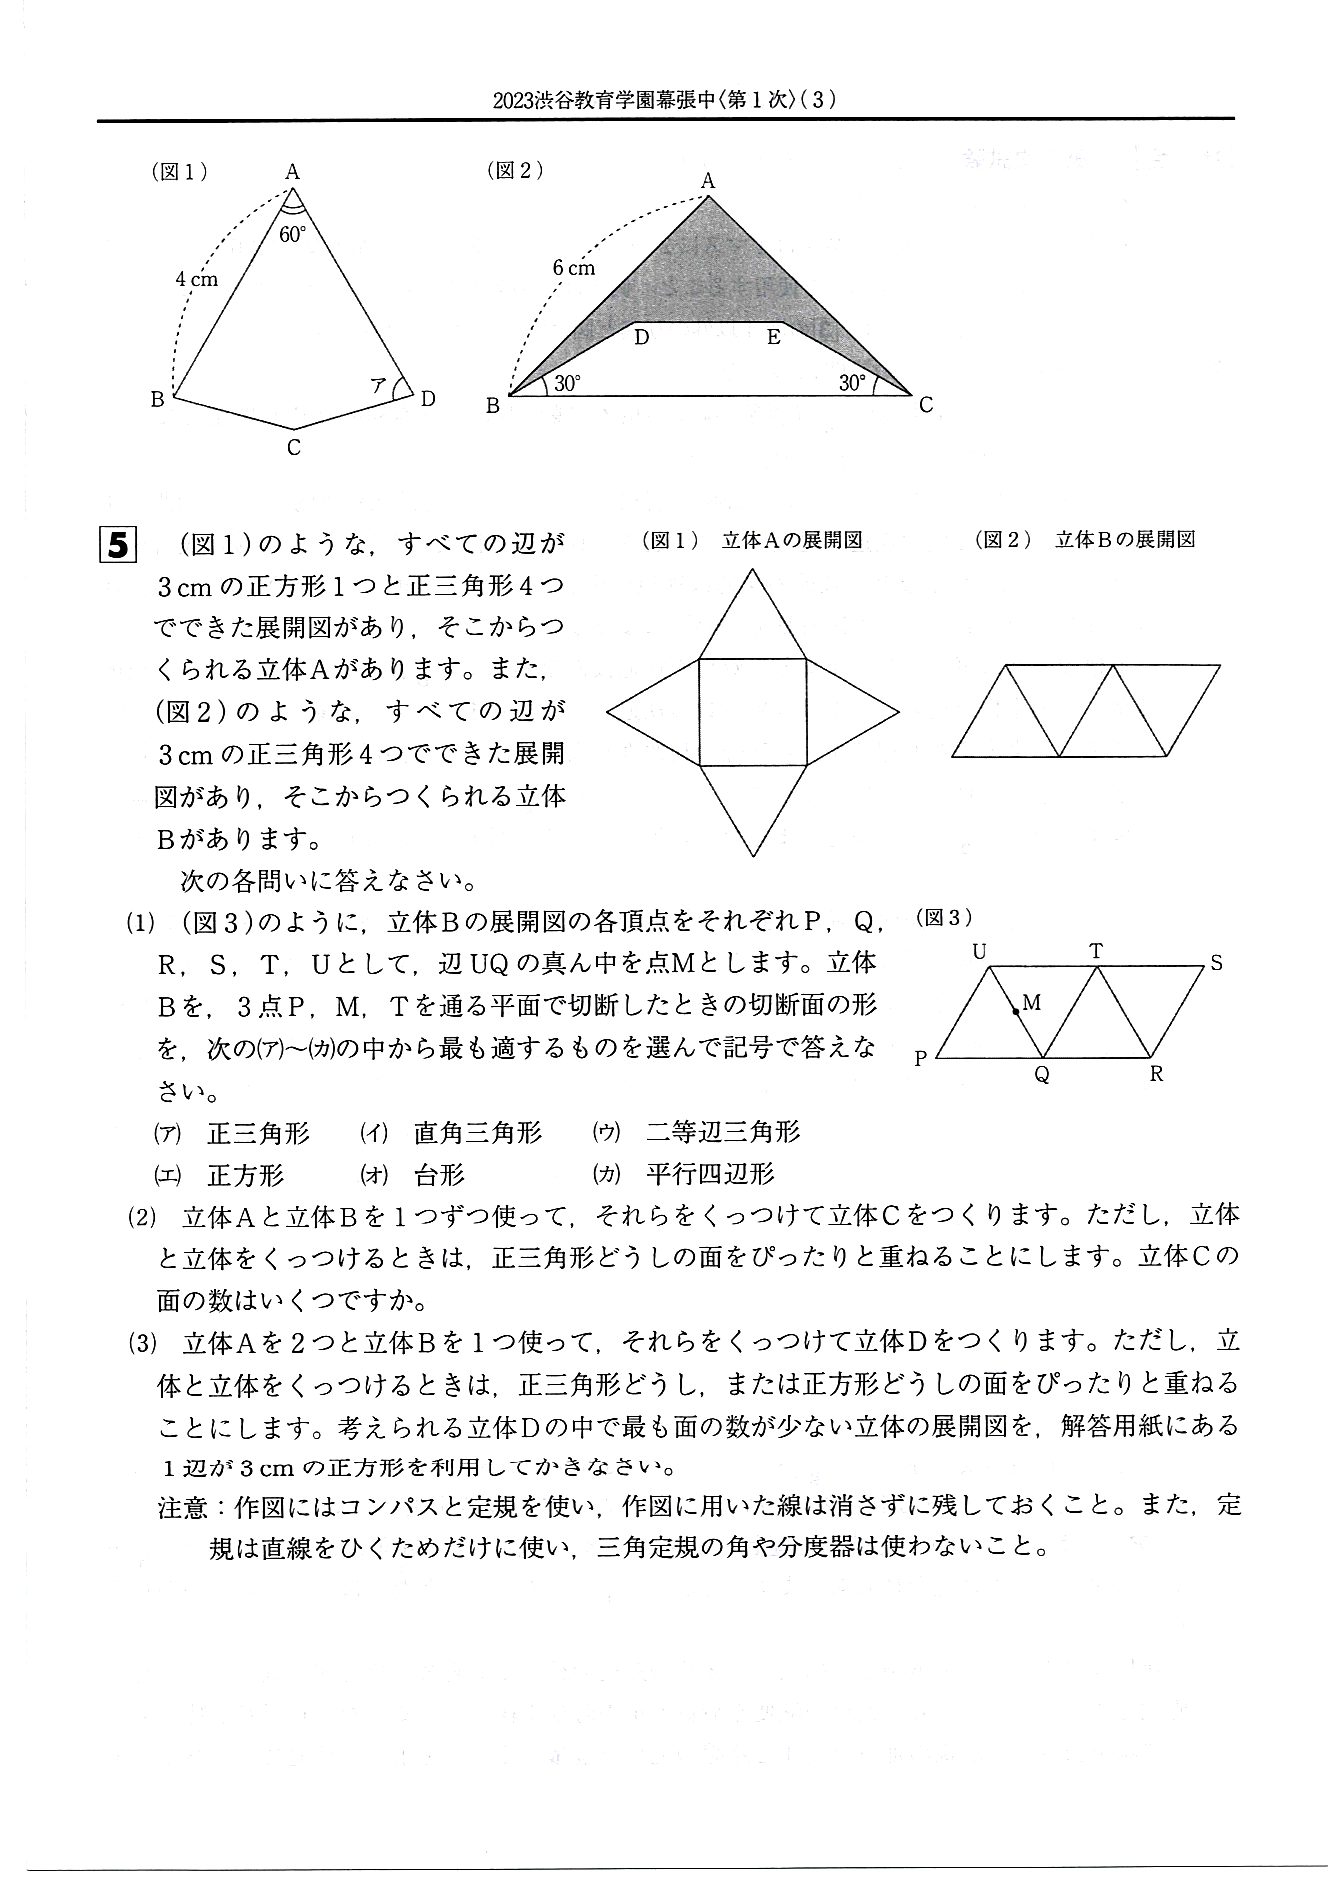 2023渋谷教育学園幕張中〈第1次〉(3)
(図1)
A
60°
4cm
ア
B
D
C
(図2)
A
6cm
D
E
30°
30°
B
C
5 (図1)のような，すべての辺が
3cmの正方形1つと正三角形4つ
でできた展開図があり，そこからつ
くられる立体Aがあります。また，
(図2)のような，すべての辺が
3cmの正三角形4つでできた展開
図があり，そこからつくられる立体
Bがあります。
次の各問いに答えなさい。
(図1) 立体Aの展開図
(図2) 立体Bの展開図
(1) (図3)のように，立体Bの展開図の各頂点をそれぞれP，Q，
R，S，T，Uとして，辺UQの真ん中を点Mとします。立体
Bを，3点P，M，Tを通る平面で切断したときの切断面の形
を，次の(ア)～(カ)の中から最も適するものを選んで記号で答えな
さい。
(図3)
U
T
S
M
P
Q
R
(ア) 正三角形 (イ) 直角三角形 (ウ) 二等辺三角形
(エ) 正方形 (オ) 台形 (カ) 平行四辺形
(2) 立体Aと立体Bを1つずつ使って，それらをくっつけて立体Cをつくります。ただし，立体
と立体をくっつけるときは，正三角形どうしの面をぴったりと重ねることにします。立体Cの
面の数はいくつですか。
(3) 立体Aを2つと立体Bを1つ使って，それらをくっつけて立体Dをつくります。ただし，立
体と立体をくっつけるときは，正三角形どうし，または正方形どうしの面をぴったりと重ねる
ことにします。考えられる立体Dの中で最も面の数が少ない立体の展開図を，解答用紙にある
1辺が3cmの正方形を利用してかきなさい。
注意：作図にはコンパスと定規を使い，作図に用いた線は消さずに残しておくこと。また，定
規は直線をひくためだけに使い，三角定規の角や分度器は使わないこと。